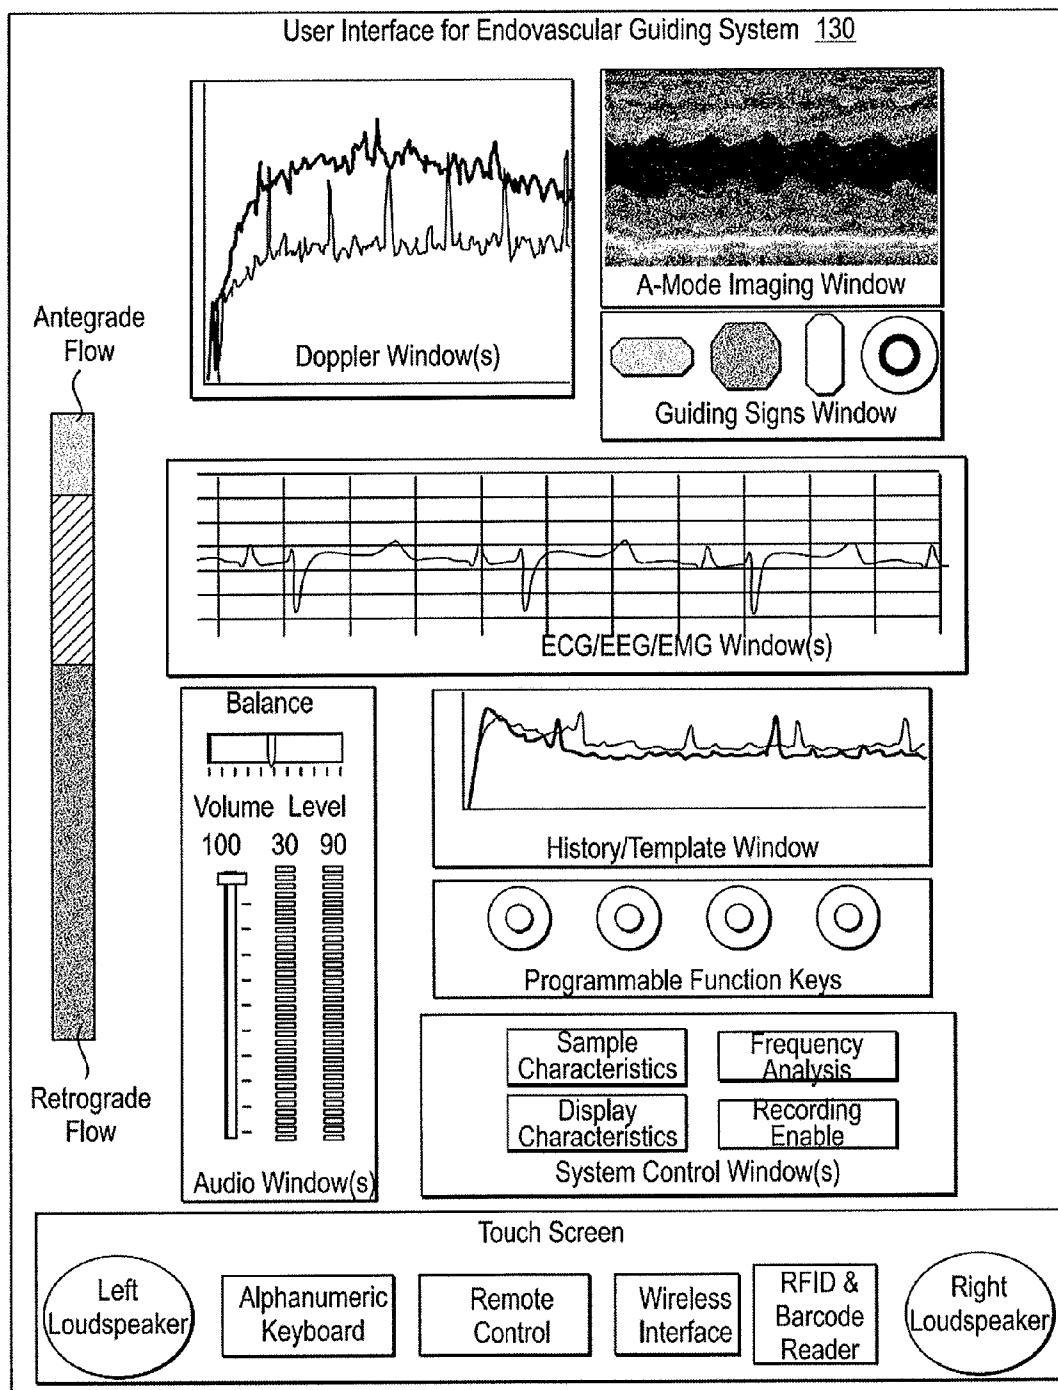 User Interface for Endovascular Guiding System 130
Doppler Window(s)
A-Mode Imaging Window
Guiding Signs Window
Antegrade
Flow
Retrograde
Flow
ECG/EEG/EMG Window(s)
Balance
Volume Level
100 30 90
Audio Window(s)
History/Template Window
Programmable Function Keys
Sample
Characteristics
Frequency
Analysis
Display
Characteristics
Recording
Enable
System Control Window(s)
Touch Screen
Left
Loudspeaker
Alphanumeric
Keyboard
Remote
Control
Wireless
Interface
RFID &
Barcode
Reader
Right
Loudspeaker